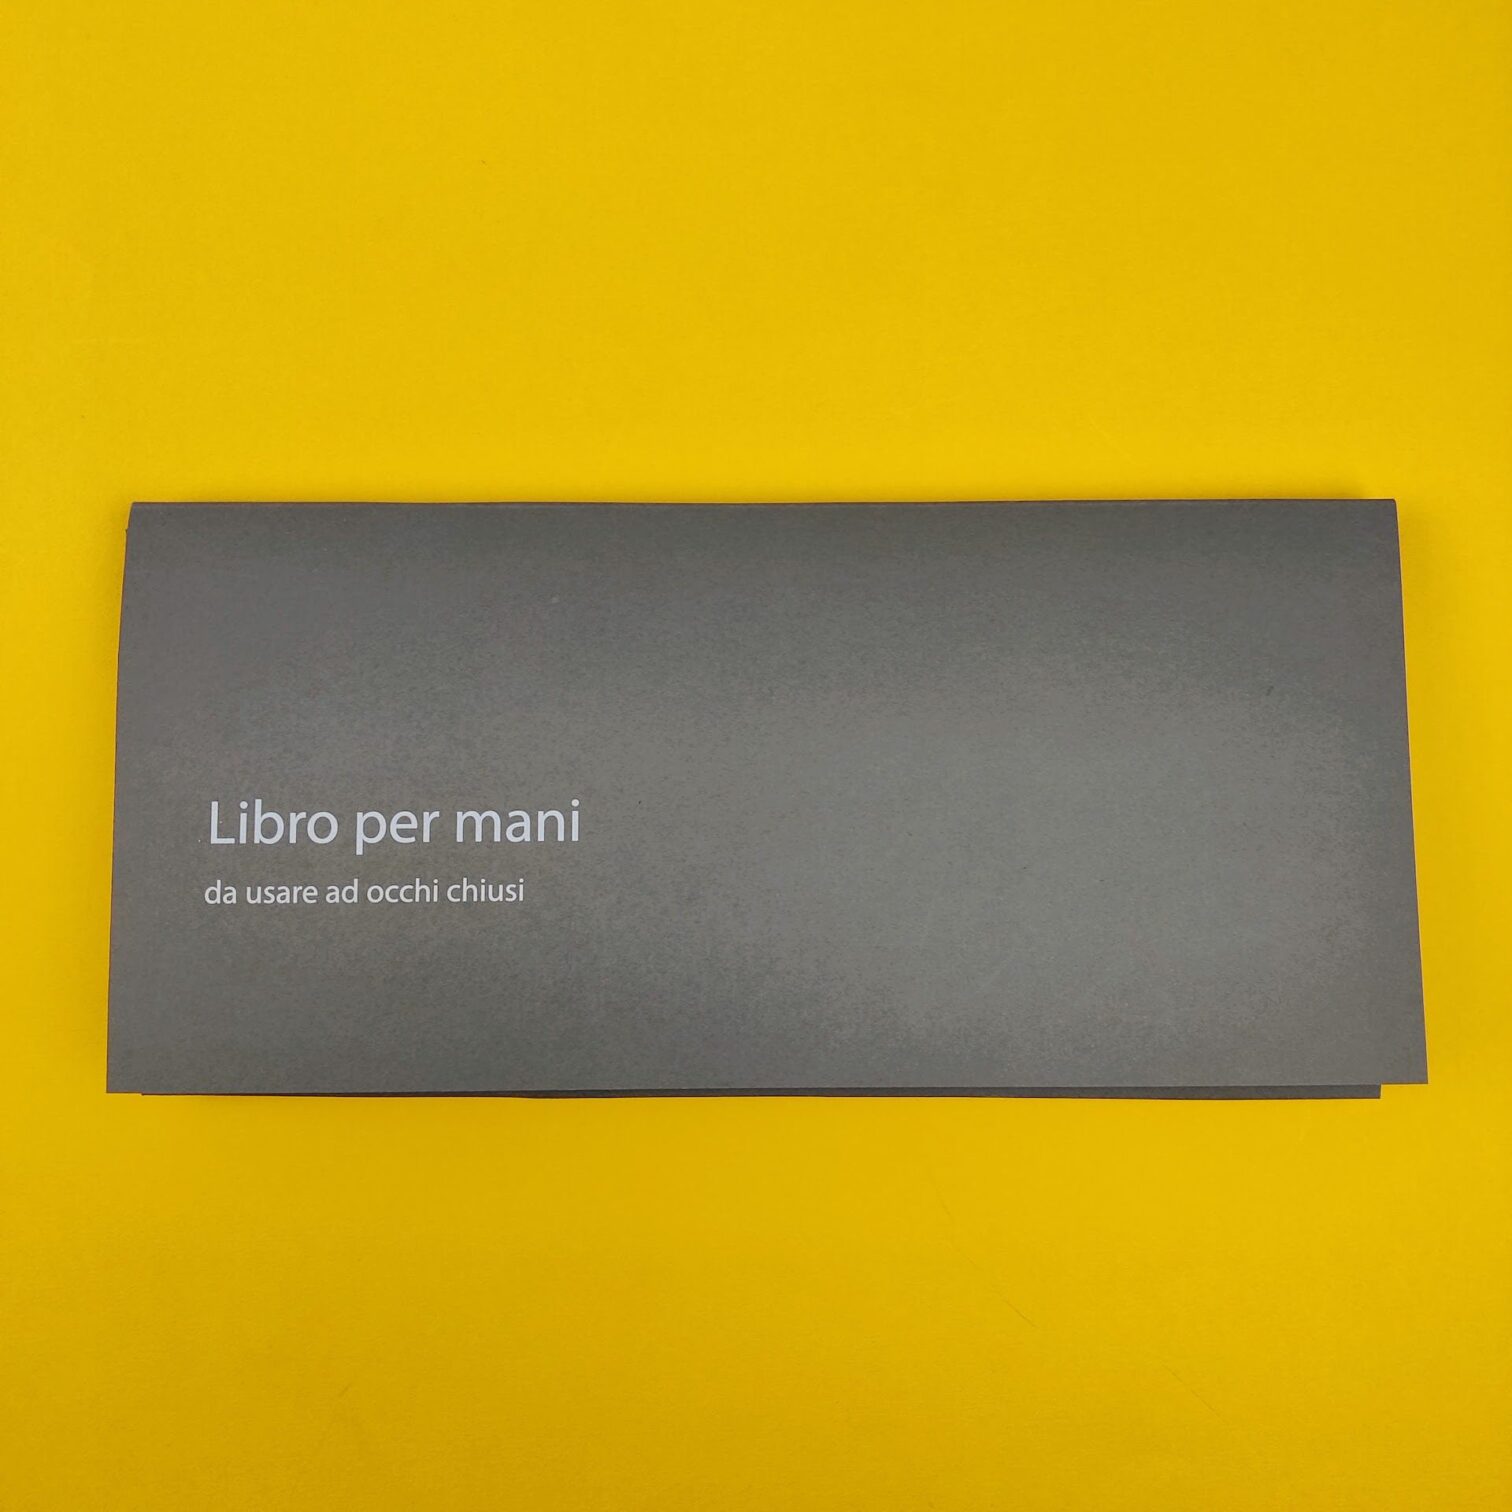 Libro per mani
da usare ad occhi chiusi